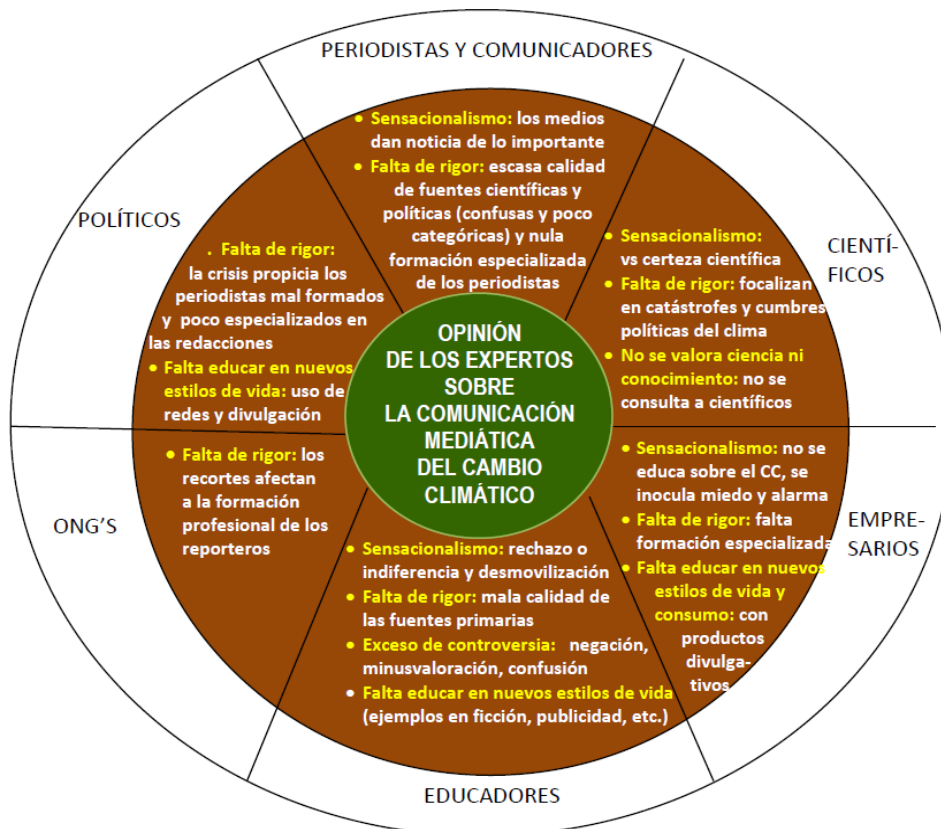 PERIODISTAS Y COMUNICADORES
• Sensacionalismo: los medios
dan noticia de lo importante
• Falta de rigor: escasa calidad
de fuentes científicas y
políticas (confusas y poco
categóricas) y nula
formación especializada
de los periodistas
CIENTÍ-
FICOS
• Sensacionalismo:
vs certeza científica
• Falta de rigor: focalizan
en catástrofes y cumbres
políticas del clima
• No se valora ciencia ni
conocimiento: no se
consulta a científicos
EMPRE-
SARIOS
• Sensacionalismo: no se
educa sobre el CC, se
inocula miedo y alarma
• Falta de rigor: falta
formación especializada
• Falta educar en nuevos
estilos de vida y
consumo: con
productos
divulga-
tivos
EDUCADORES
• Sensacionalismo: rechazo o
indiferencia y desmovilización
• Falta de rigor: mala calidad de
las fuentes primarias
• Exceso de controversia: negación,
minusvaloración, confusión
• Falta educar en nuevos estilos de vida
(ejemplos en ficción, publicidad, etc.)
ONG'S
• Falta de rigor: los
recortes afectan
a la formación
profesional de los
reporteros
POLÍTICOS
. Falta de rigor:
la crisis propicia los
periodistas mal formados
y poco especializados en
las redacciones
• Falta educar en nuevos
estilos de vida: uso de
redes y divulgación
OPINIÓN
DE LOS EXPERTOS
SOBRE
LA COMUNICACIÓN
MEDIÁTICA
DEL CAMBIO
CLIMÁTICO